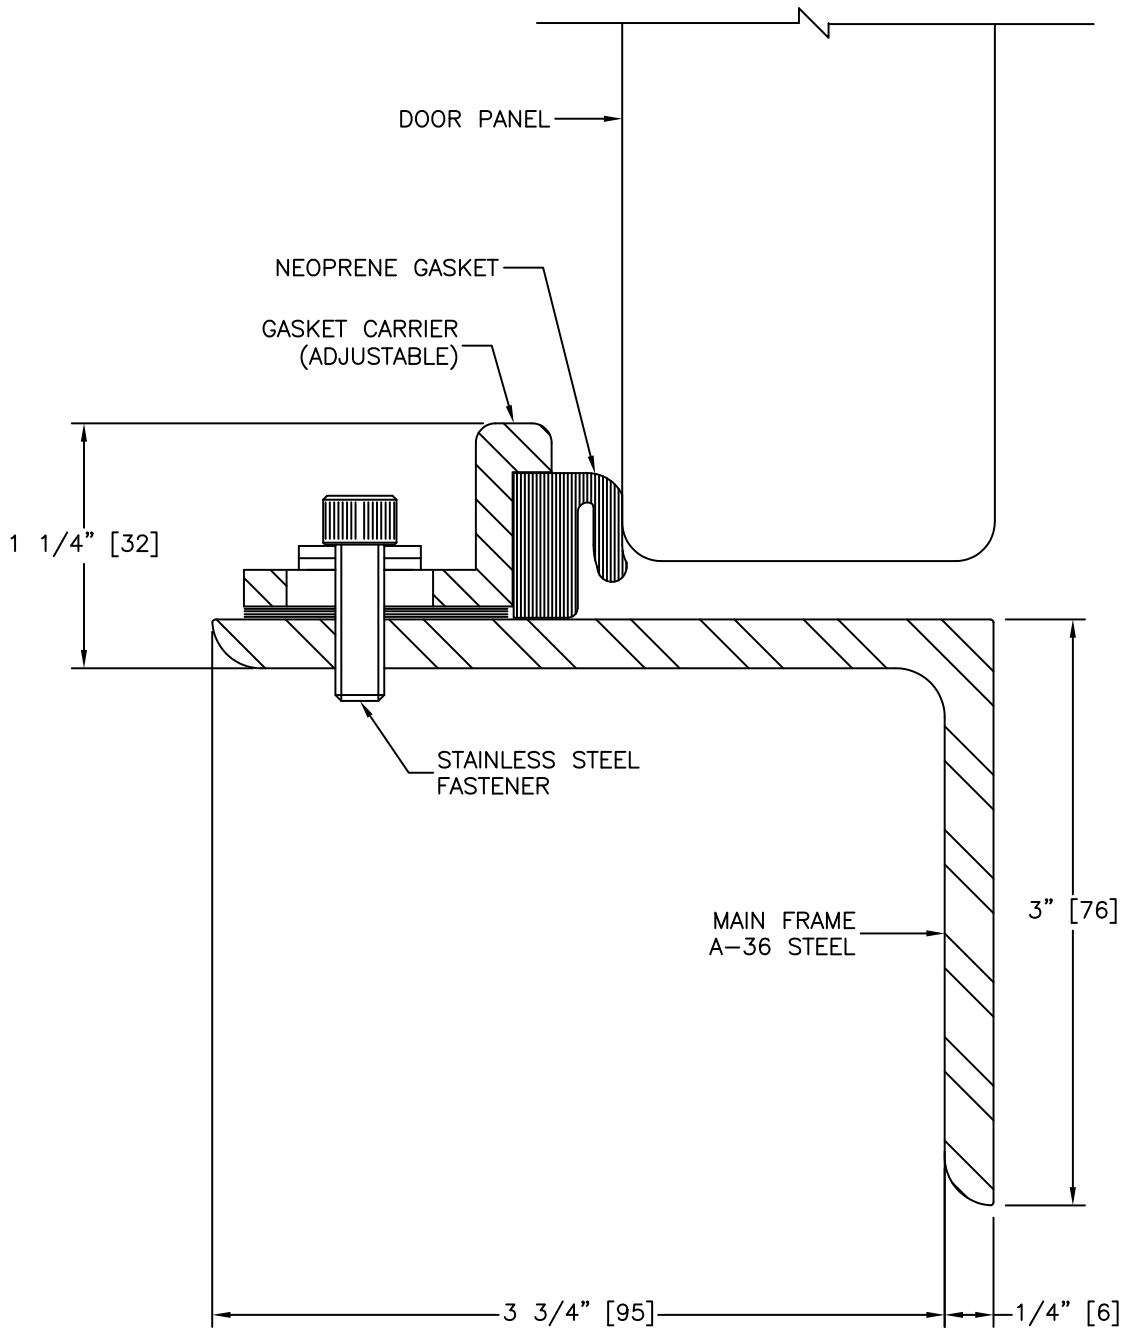 DOOR PANEL
NEOPRENE GASKET
GASKET CARRIER
(ADJUSTABLE)
1 1/4” [32]
STAINLESS STEEL
FASTENER
MAIN FRAME
A-36 STEEL
3” [76]
3 3/4” [95]
1/4” [6]